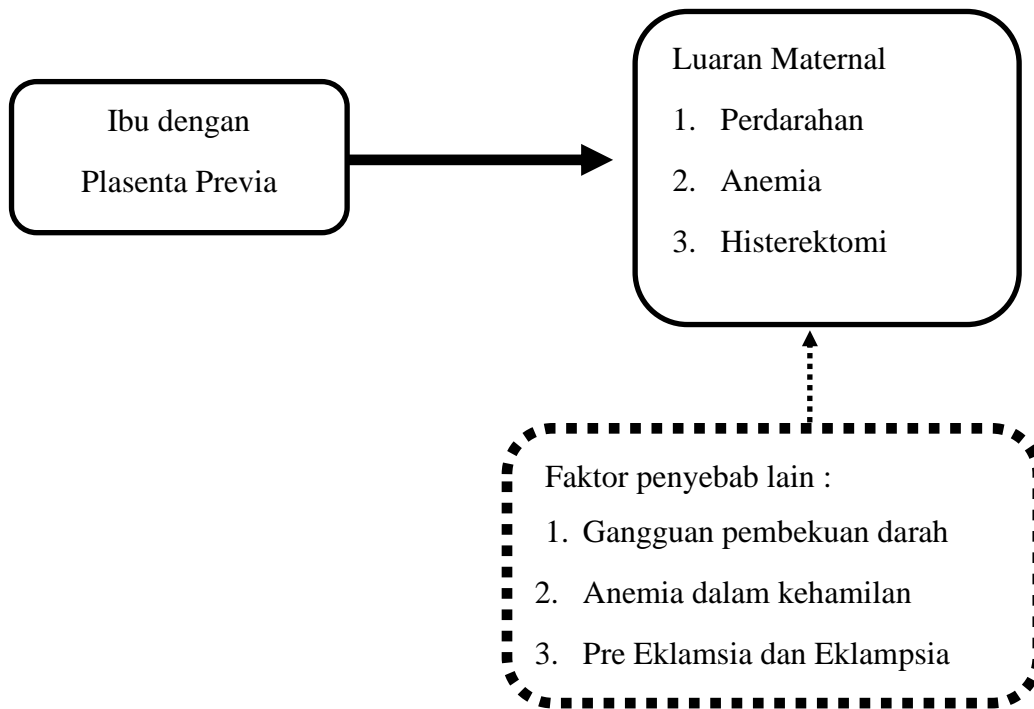 Ibu dengan
Plasenta Previa
Luaran Maternal
1. Perdarahan
2. Anemia
3. Histerektomi
Faktor penyebab lain :
1. Gangguan pembekuan darah
2. Anemia dalam kehamilan
3. Pre Eklamsia dan Eklampsia